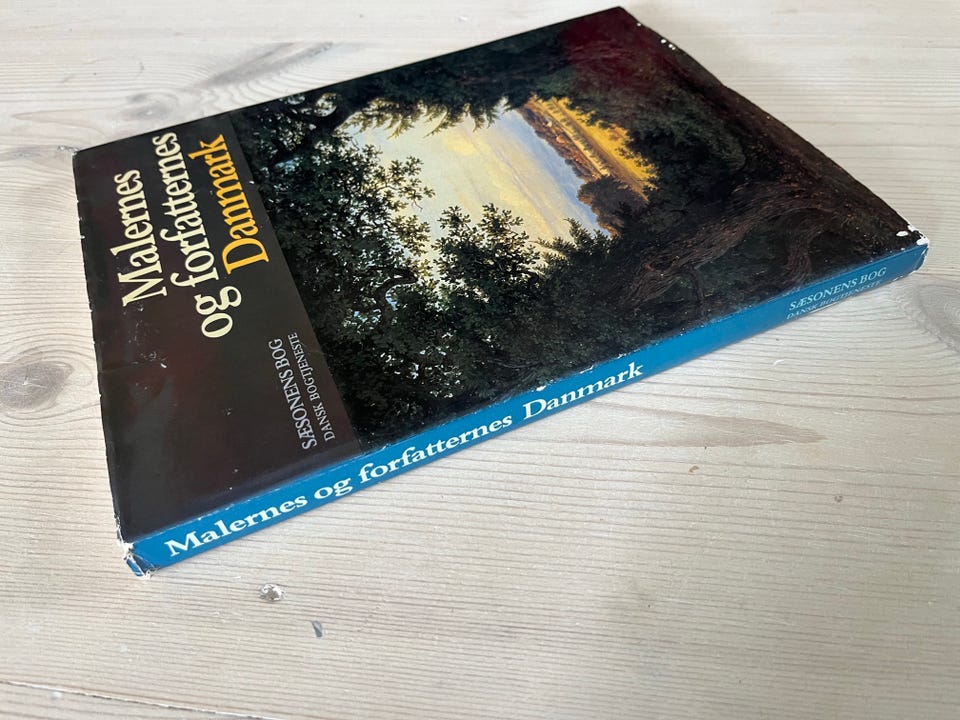 Malernes
og forfatternes
Danmark
SÆSONENS BOG
DANSK BOGTJENESTE
Malernes og forfatternes Danmark
SÆSONENS BOG
DANSK BOGTJENESTE